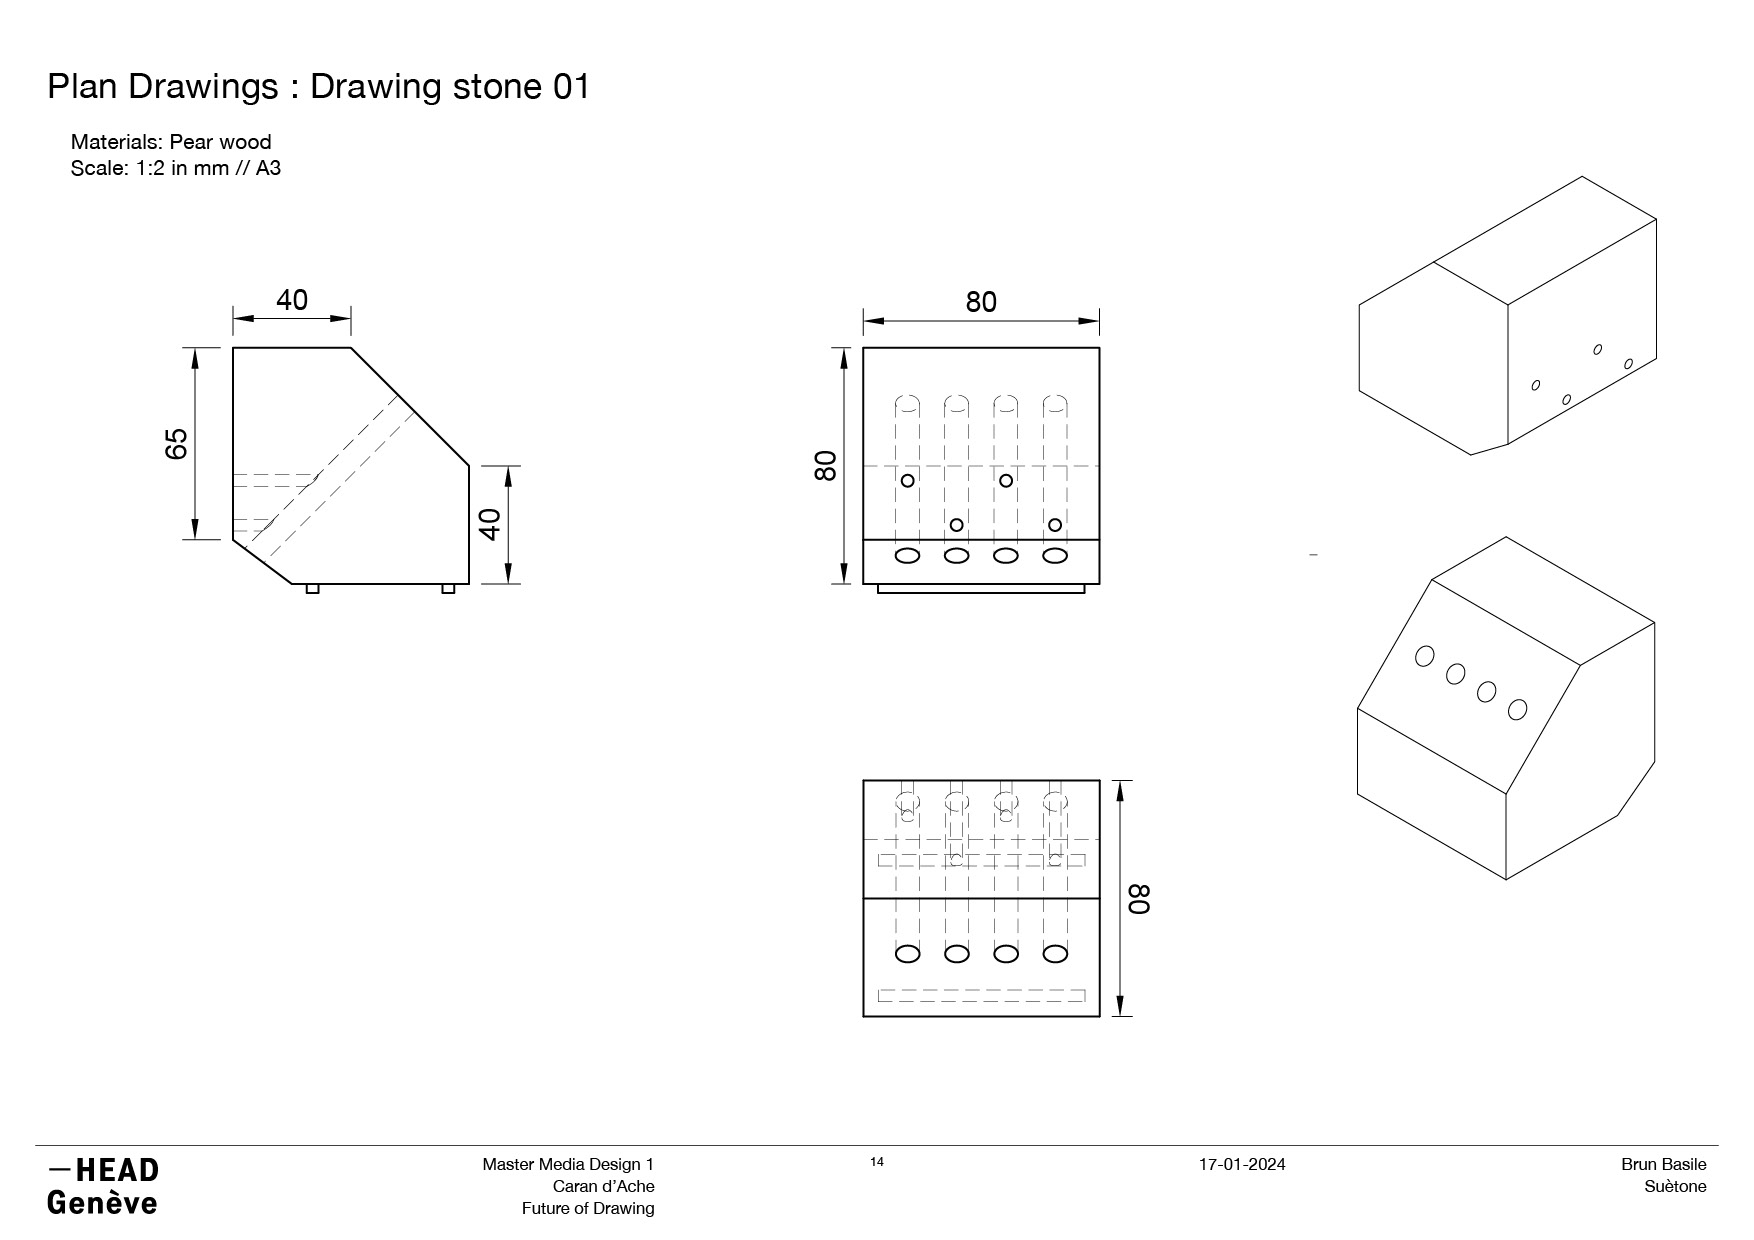 Plan Drawings : Drawing stone 01
Materials: Pear wood
Scale: 1:2 in mm // A3
40
65
40
80
80
80
—HEAD
Genève
Master Media Design 1
Caran d’Ache
Future of Drawing
14
17-01-2024
Brun Basile
Suètone